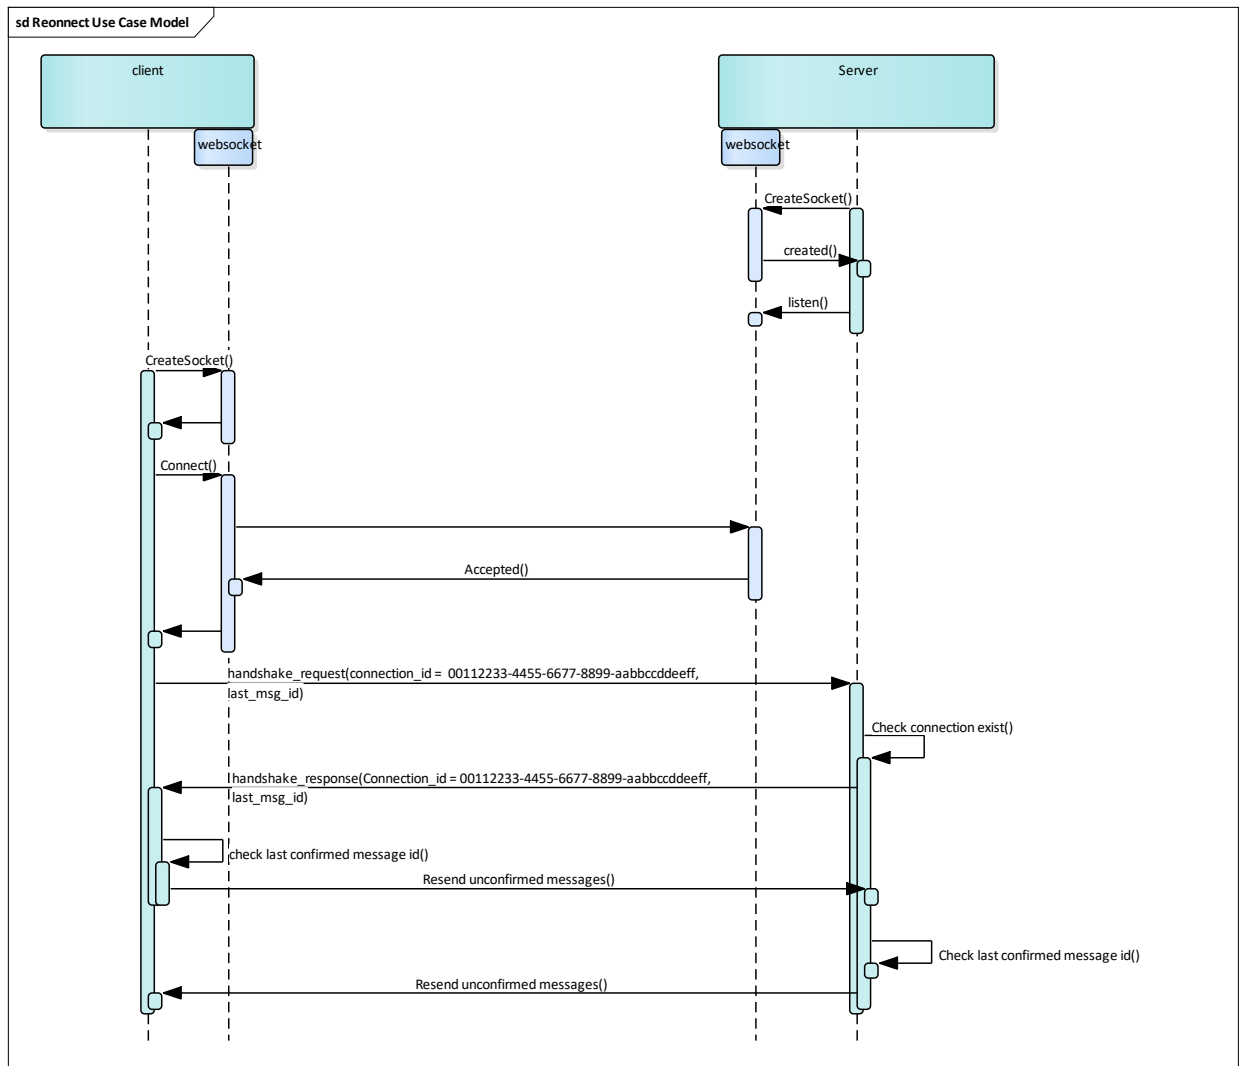 sd Reonnect Use Case Model
client
Server
websocket
websocket
CreateSocket()
created()
listen()
CreateSocket()
Connect()
Accepted()
handshake_request(connection_id = 00112233-4455-6677-8899-aabbccddeeff,
last_msg_id)
Check connection exist()
handshake_response(Connection_id = 00112233-4455-6677-8899-aabbccddeeff,
last_msg_id)
check last confirmed message id()
Resend unconfirmed messages()
Check last confirmed message id()
Resend unconfirmed messages()